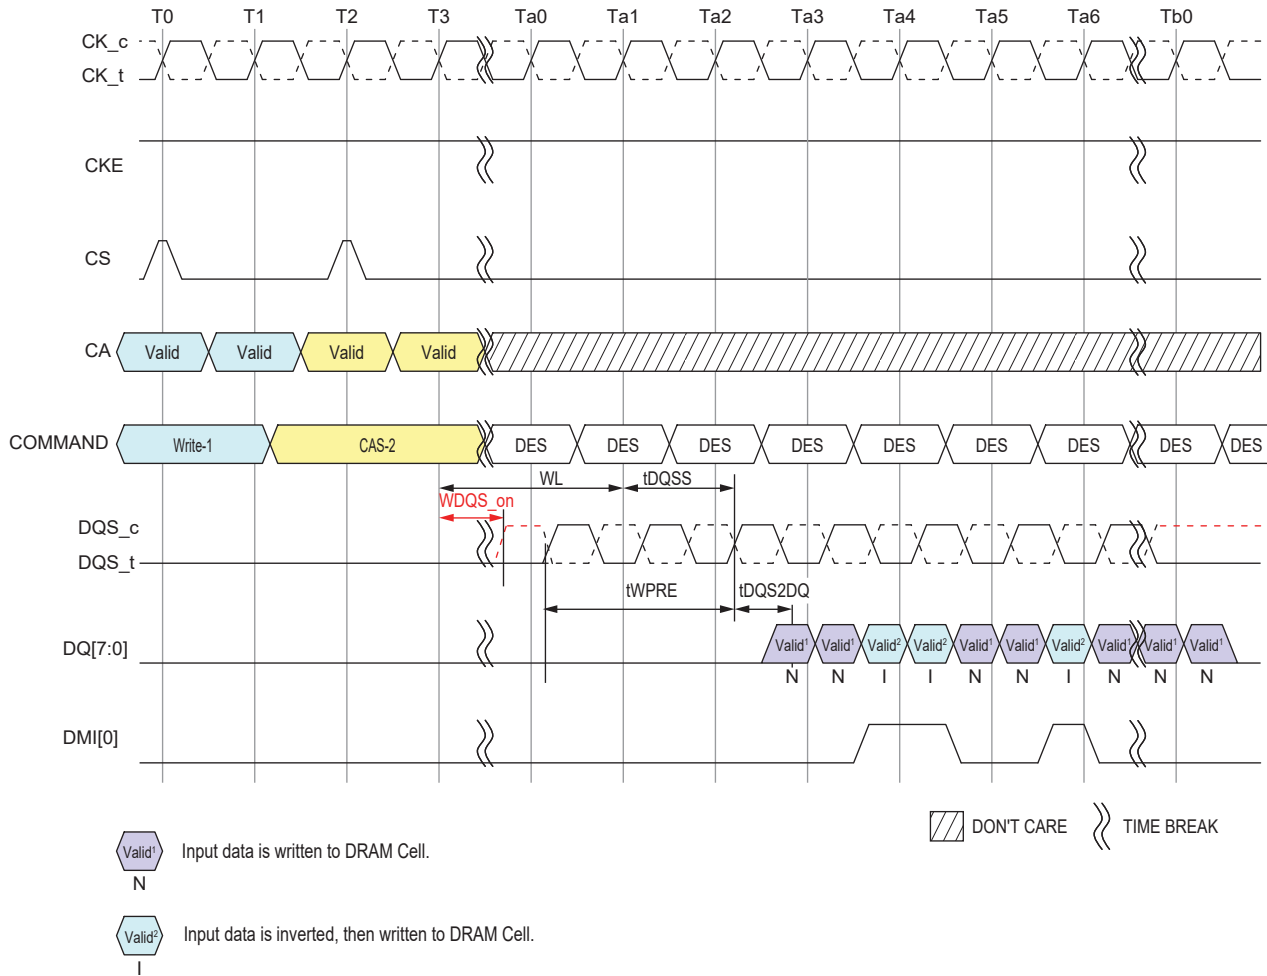 T0 T1 T2 T3 Ta0 Ta1 Ta2 Ta3 Ta4 Ta5 Ta6 Tb0
CK_c
CK_t
CKE
CS
CA Valid Valid Valid Valid
COMMAND Write-1 CAS-2 DES DES DES DES DES DES DES DES DES
WL tDQSS
WDQS_on
DQS_c
DQS_t
tWPRE tDQS2DQ
DQ[7:0] Valid¹ Valid¹ Valid² Valid² Valid¹ Valid¹ Valid² Valid¹ Valid¹ Valid¹
N N I I N N I N N N
DMI[0]
DON'T CARE TIME BREAK
Valid¹ Input data is written to DRAM Cell.
N
Valid² Input data is inverted, then written to DRAM Cell.
I